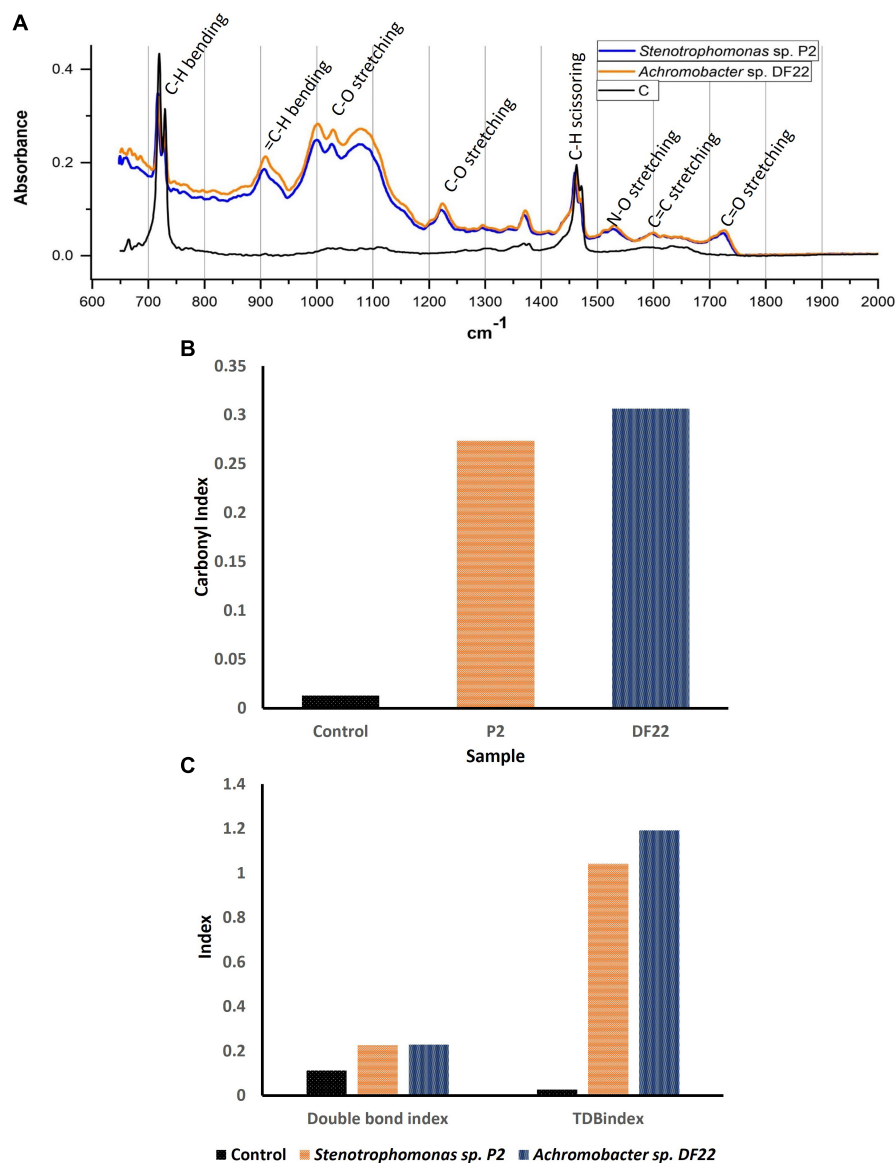 A
Stenotrophomonas sp. P2
Achromobacter sp. DF22
C
C-H bending
=C-H bending
C-O stretching
C-O stretching
C-H scissoring
N-O stretching
C=C stretching
C=O stretching
Absorbance
0.4
0.2
0.0
600 700 800 900 1000 1100 1200 1300 1400 1500 1600 1700 1800 1900 2000
cm-1
B
Carbonyl Index
0.35
0.3
0.25
0.2
0.15
0.1
0.05
0
Control P2 DF22
Sample
C
Index
1.4
1.2
1
0.8
0.6
0.4
0.2
0
Double bond index TDBindex
Control Stenotrophomonas sp. P2 Achromobacter sp. DF22